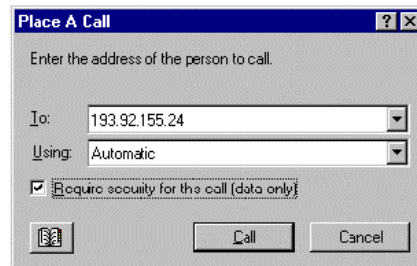 Place A Call
Enter the address of the person to call.
To: 193.92.155.24
Using: Automatic
Require security for this call (data only)
Call Cancel